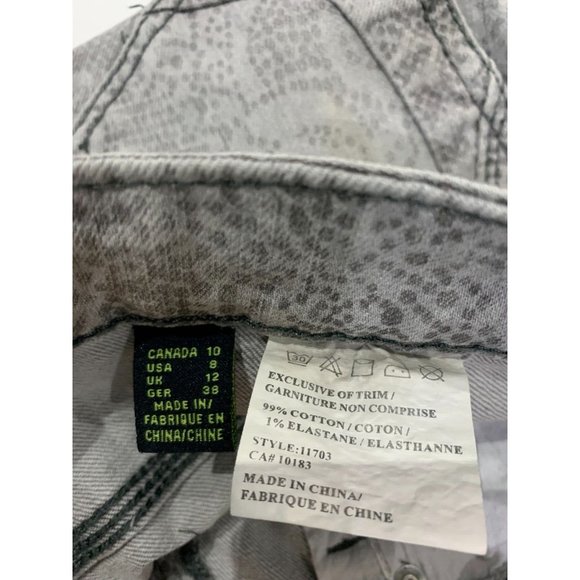 CANADA 10
USA 8
UK 12
GER 38
MADE IN/
FABRIQUE EN
CHINA/CHINE
30
EXCLUSIVE OF TRIM/
GARNITURE NON COMPRISE
99% COTTON / COTON /
1% ELASTANE / ELASTHANNE
STYLE:11703
CA# 10183
MADE IN CHINA/
FABRIQUE EN CHINE